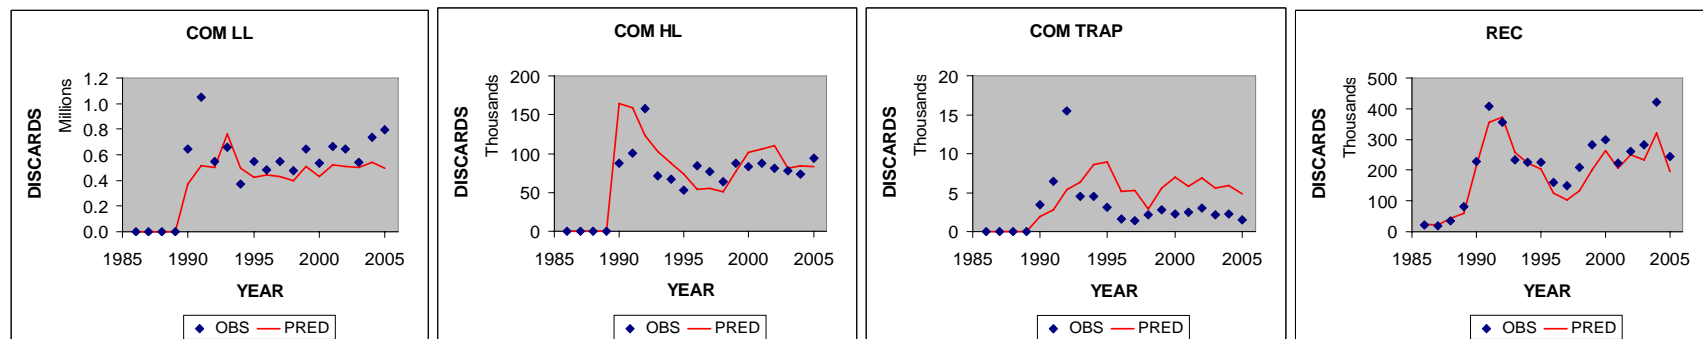 COM LL
DISCARDS
Millions
1.2
1.0
0.8
0.6
0.4
0.2
0.0
1985 1990 1995 2000 2005
YEAR
OBS PRED
COM HL
DISCARDS
Thousands
200
150
100
50
0
1985 1990 1995 2000 2005
YEAR
OBS PRED
COM TRAP
DISCARDS
Thousands
20
15
10
5
0
1985 1990 1995 2000 2005
YEAR
OBS PRED
REC
DISCARDS
Thousands
500
400
300
200
100
0
1985 1990 1995 2000 2005
YEAR
OBS PRED